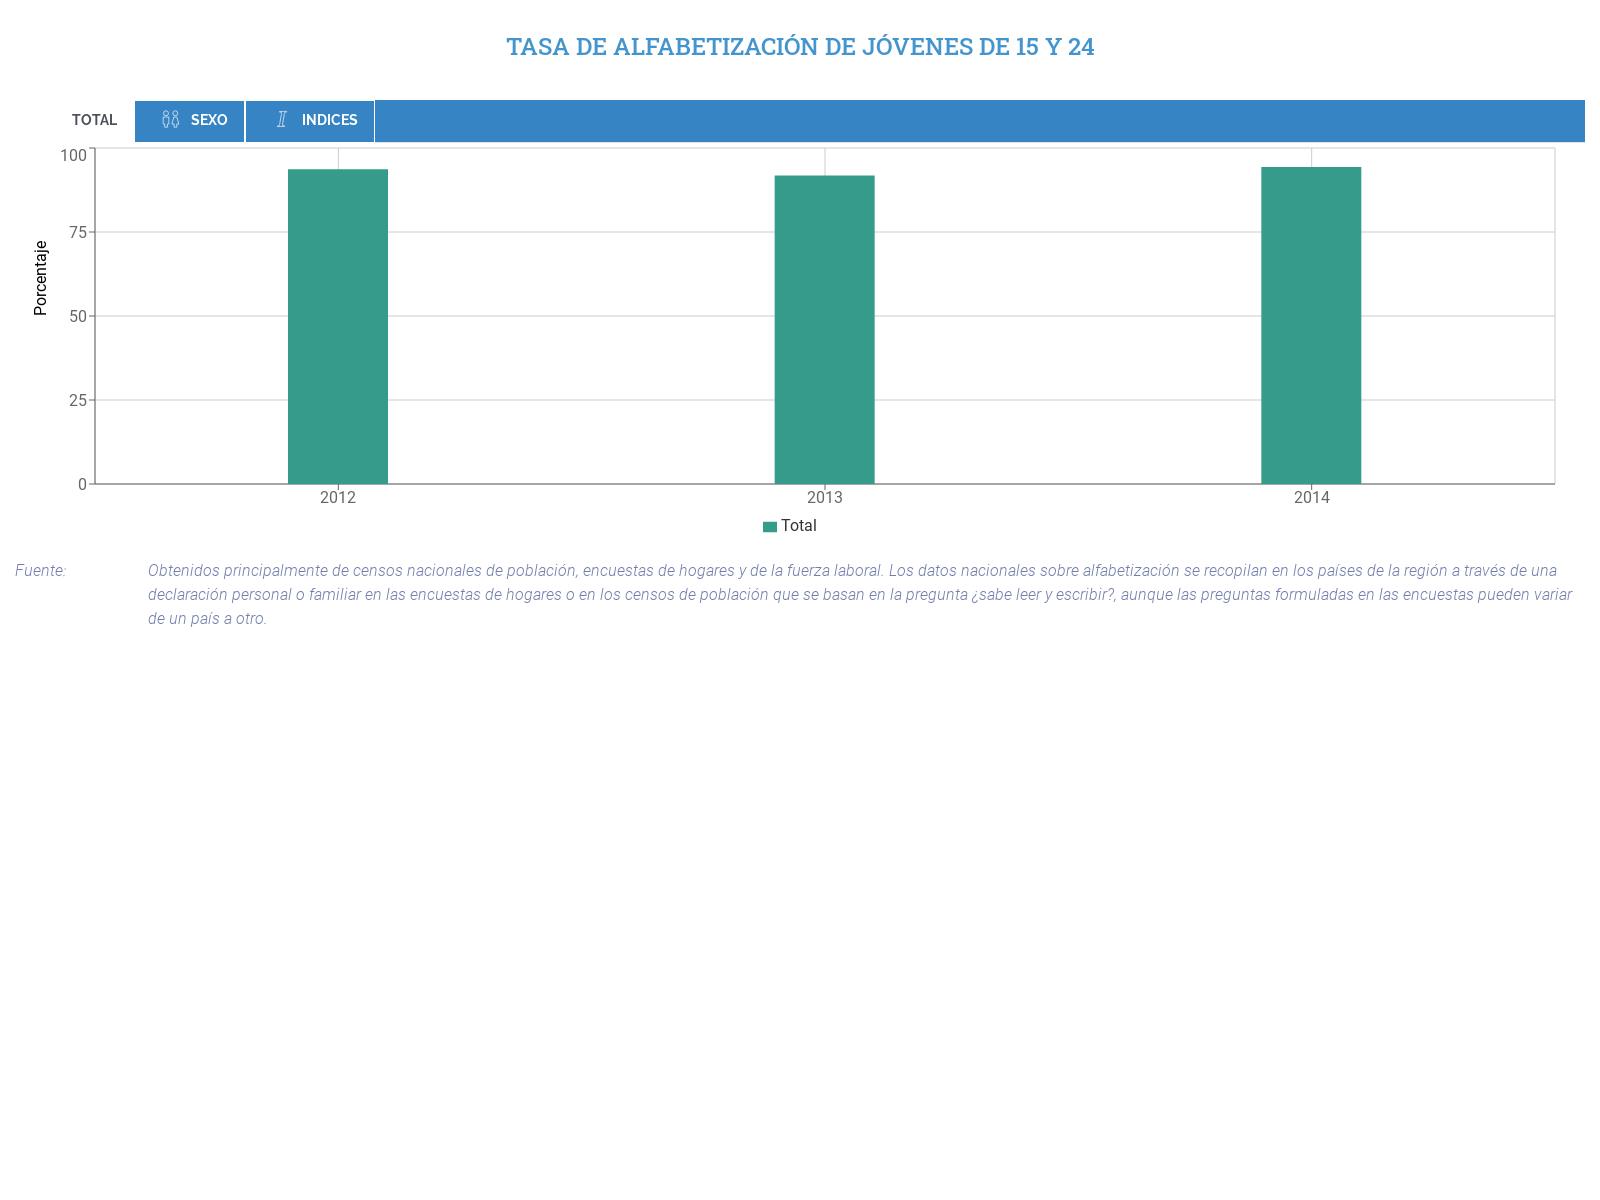 TASA DE ALFABETIZACIÓN DE JÓVENES DE 15 Y 24
TOTAL SEXO INDICES
100
75
50
25
0
Porcentaje
2012 2013 2014
Total
Fuente: Obtenidos principalmente de censos nacionales de población, encuestas de hogares y de la fuerza laboral. Los datos nacionales sobre alfabetización se recopilan en los países de la región a través de una
declaración personal o familiar en las encuestas de hogares o en los censos de población que se basan en la pregunta ¿sabe leer y escribir?, aunque las preguntas formuladas en las encuestas pueden variar
de un país a otro.